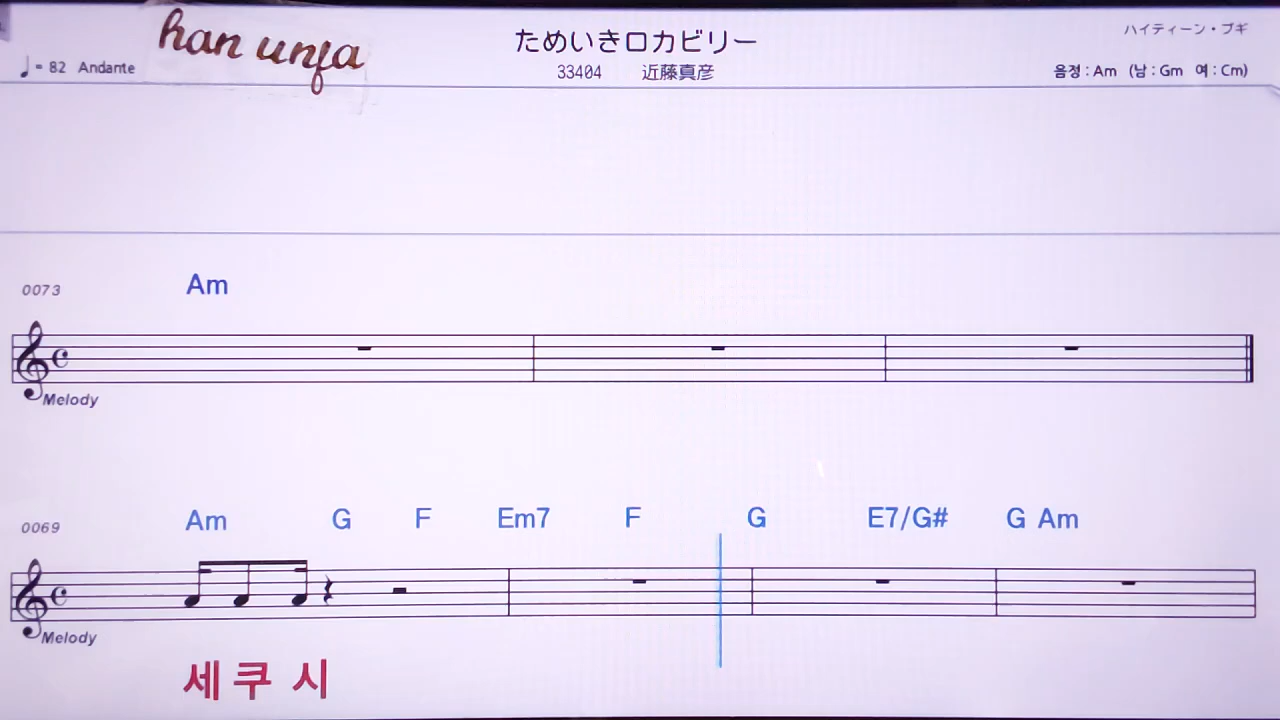 han unfa
ためいきロカビリー
ハイティーン・ブギ
♩= 82 Andante
33404 近藤真彦
음정 : Am (남 : Gm 여 : Cm)
0073 Am
Melody
0069 Am G F Em7 F G E7/G# G Am
Melody
세 쿠 시